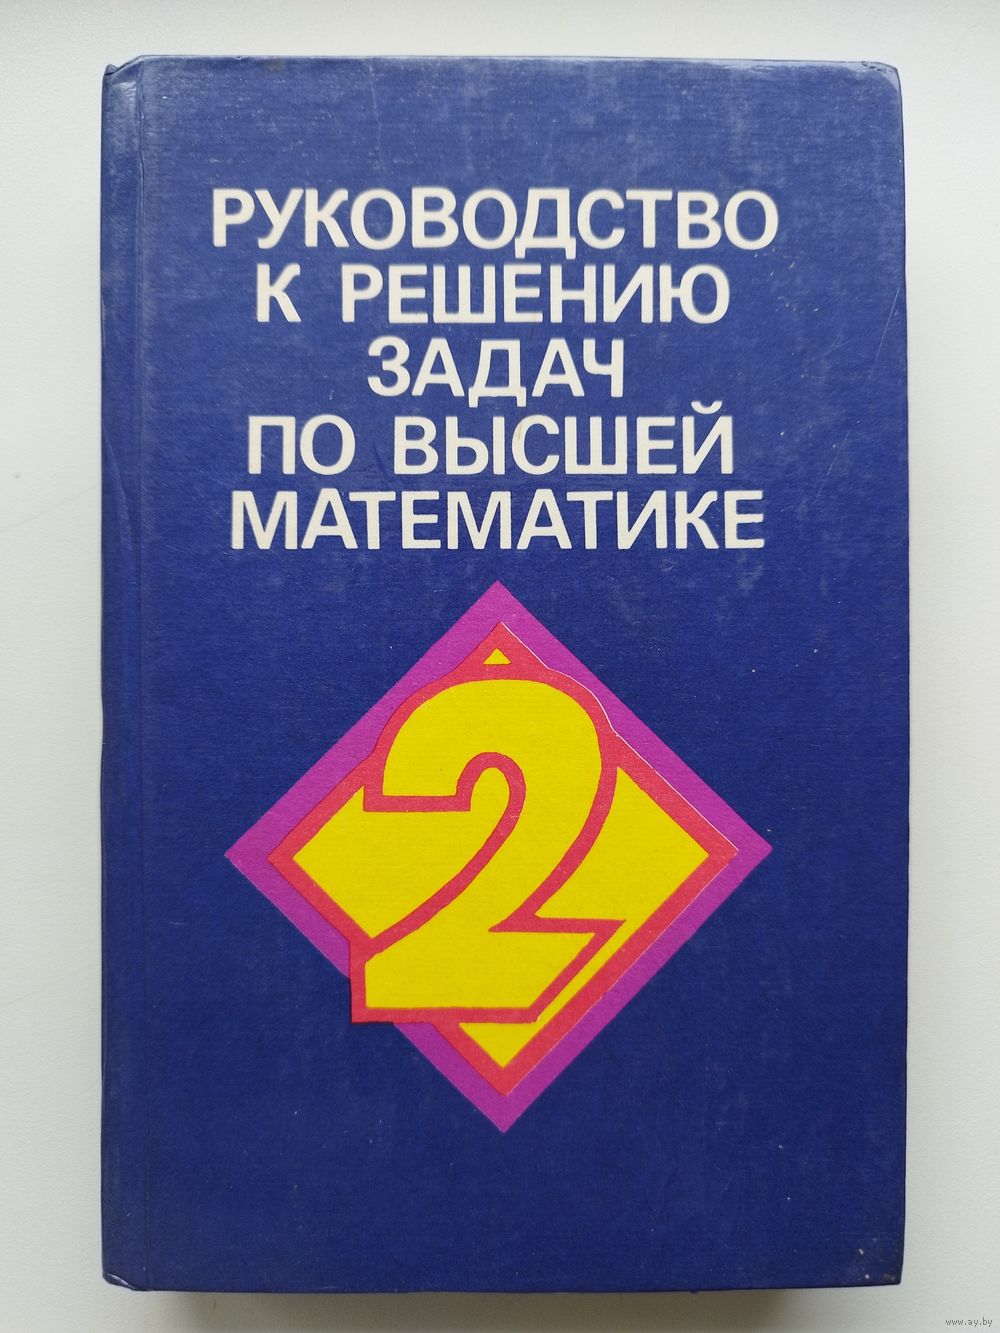 РУКОВОДСТВО
К РЕШЕНИЮ
ЗАДАЧ
ПО ВЫСШЕЙ
МАТЕМАТИКЕ
2
www.ay.by